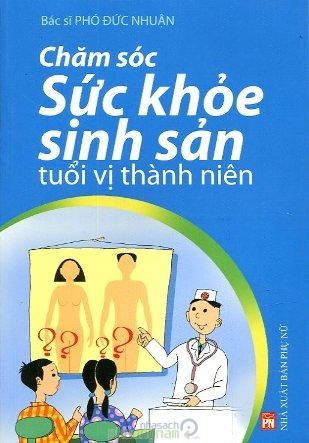 Bác sĩ PHÓ ĐỨC NHUẬN
Chăm sóc
Sức khỏe
sinh sản
tuổi vị thành niên
? ? ? ?
NHÀ XUẤT BẢN PHỤ NỮ
PN
nhasach